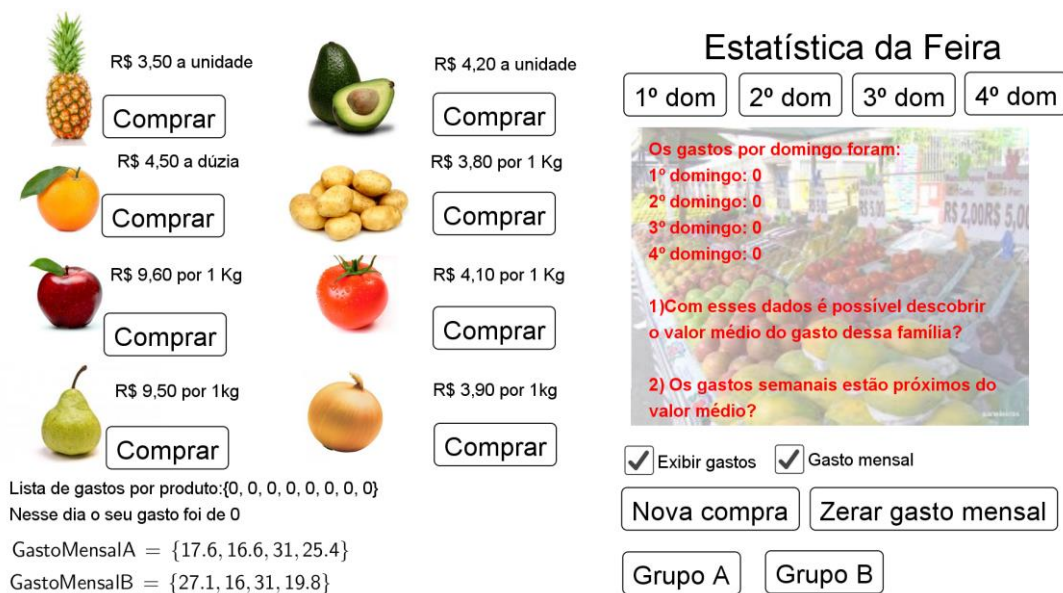 R$ 3,50 a unidade
Comprar
R$ 4,20 a unidade
Comprar
R$ 4,50 a dúzia
Comprar
R$ 3,80 por 1 Kg
Comprar
R$ 9,60 por 1 Kg
Comprar
R$ 4,10 por 1 Kg
Comprar
R$ 9,50 por 1kg
Comprar
R$ 3,90 por 1kg
Comprar
Lista de gastos por produto:{0, 0, 0, 0, 0, 0, 0, 0}
Nesse dia o seu gasto foi de 0
GastoMensalA = {17.6, 16.6, 31, 25.4}
GastoMensalB = {27.1, 16, 31, 19.8}
Estatística da Feira
1º dom 2º dom 3º dom 4º dom
Os gastos por domingo foram:
1º domingo: 0
2º domingo: 0
3º domingo: 0
4º domingo: 0
R$ 5,00
R$ 2,00
R$ 5,0
1)Com esses dados é possível descobrir
o valor médio do gasto dessa família?
2) Os gastos semanais estão próximos do
valor médio?
Exibir gastos Gasto mensal
Nova compra Zerar gasto mensal
Grupo A Grupo B